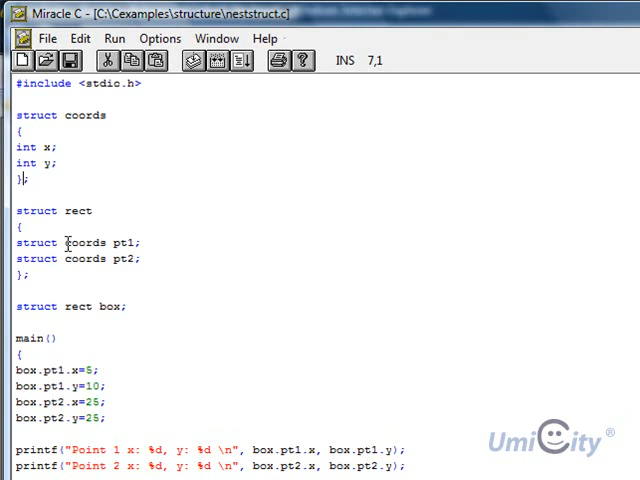 Miracle C - [C:\Cexamples\structure\neststruct.c]
File Edit Run Options Window Help
INS 7,1
#include <stdio.h>
struct coords
{
int x;
int y;
};
struct rect
{
struct coords pt1;
struct coords pt2;
};
struct rect box;
main()
{
box.pt1.x=5;
box.pt1.y=10;
box.pt2.x=25;
box.pt2.y=25;
UmiCity
printf("Point 1 x: %d, y: %d \n", box.pt1.x, box.pt1.y);
printf("Point 2 x: %d, y: %d \n", box.pt2.x, box.pt2.y);